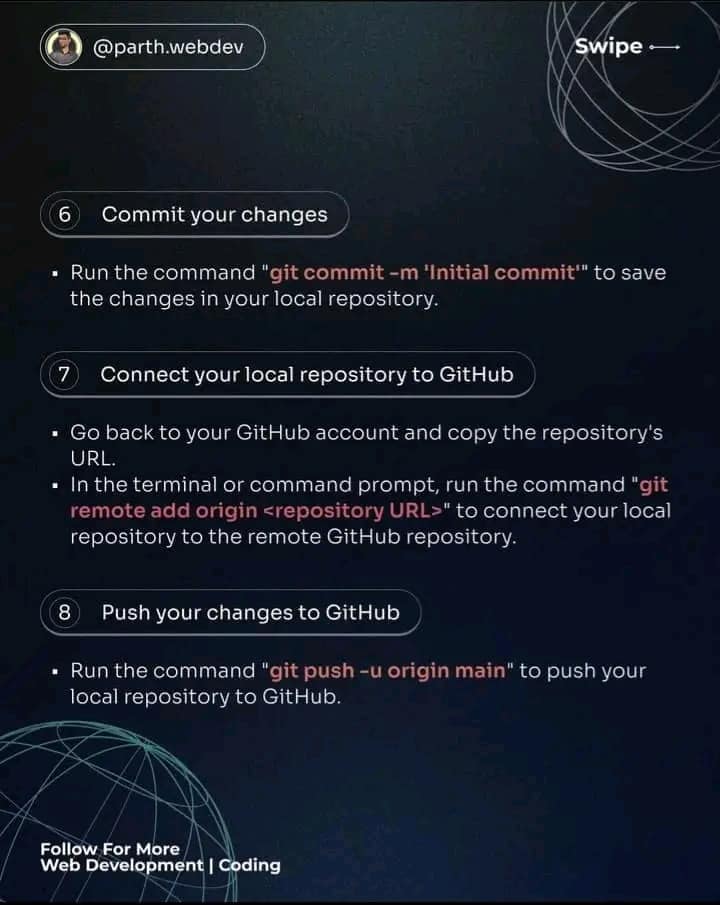 @parth.webdev
Swipe
6 Commit your changes
▪ Run the command "git commit -m 'Initial commit'" to save
the changes in your local repository.
7 Connect your local repository to GitHub
▪ Go back to your GitHub account and copy the repository's
URL.
▪ In the terminal or command prompt, run the command "git
remote add origin <repository URL>" to connect your local
repository to the remote GitHub repository.
8 Push your changes to GitHub
▪ Run the command "git push -u origin main" to push your
local repository to GitHub.
Follow For More
Web Development | Coding